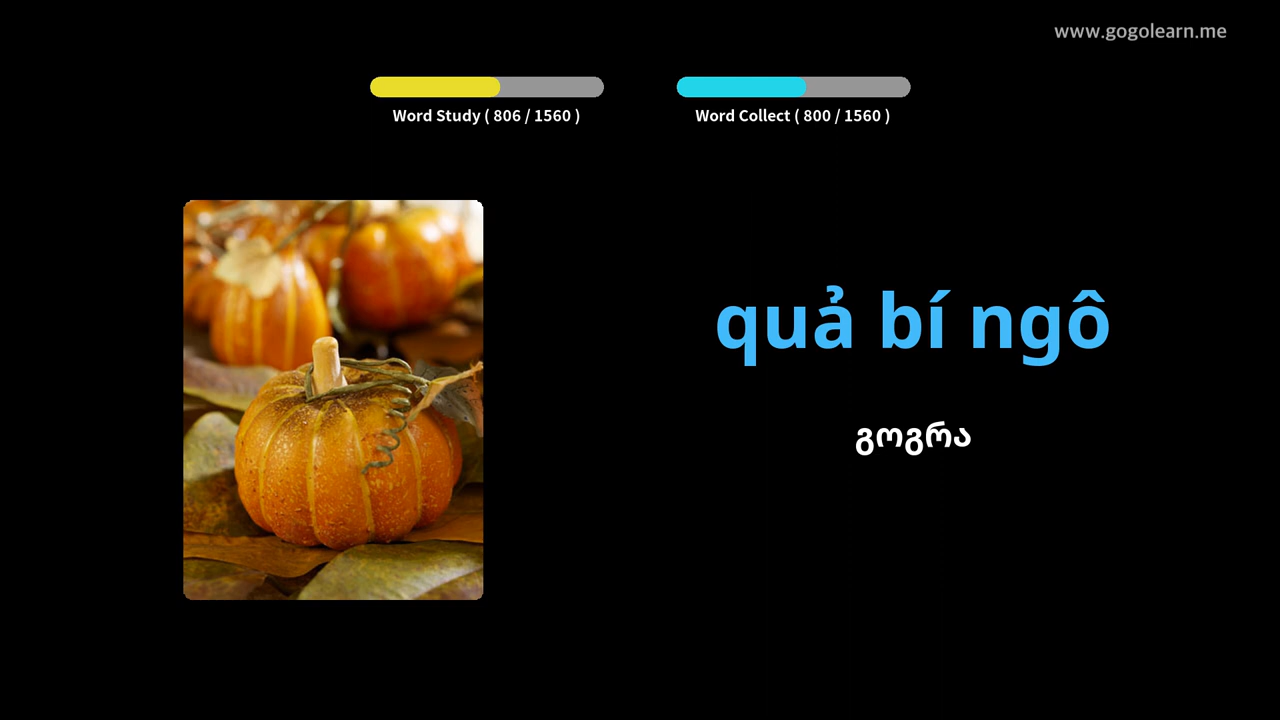 www.gogolearn.me
Word Study ( 806 / 1560 )
Word Collect ( 800 / 1560 )
quả bí ngô
გოგრა